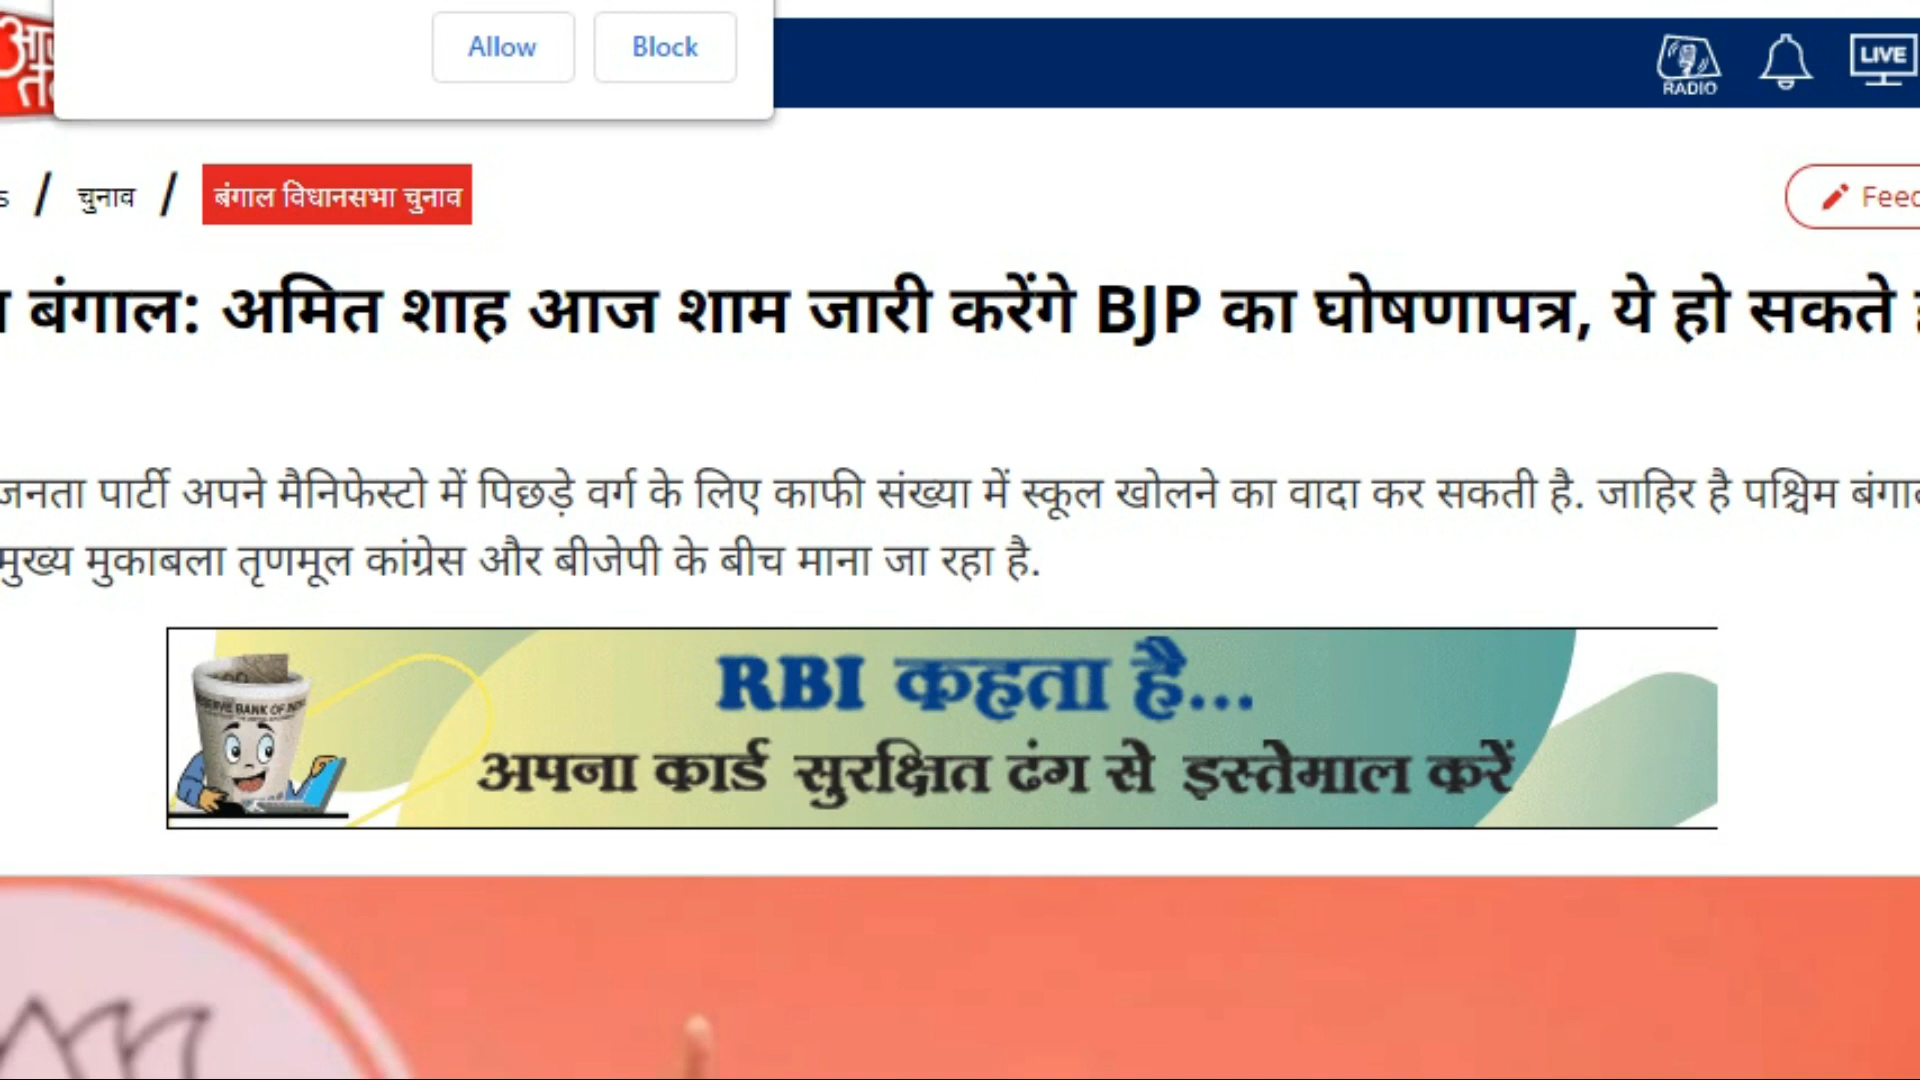 आज
Allow Block
RADIO LIVE
चुनाव / बंगाल विधानसभा चुनाव
बंगाल: अमित शाह आज शाम जारी करेंगे BJP का घोषणापत्र, ये हो सकते
जनता पार्टी अपने मैनिफेस्टो में पिछड़े वर्ग के लिए काफी संख्या में स्कूल खोलने का वादा कर सकती है. जाहिर है पश्चिम
मुख्य मुकाबला तृणमूल कांग्रेस और बीजेपी के बीच माना जा रहा है.
RBI कहता है...
अपना कार्ड सुरक्षित ढंग से इस्तेमाल करें